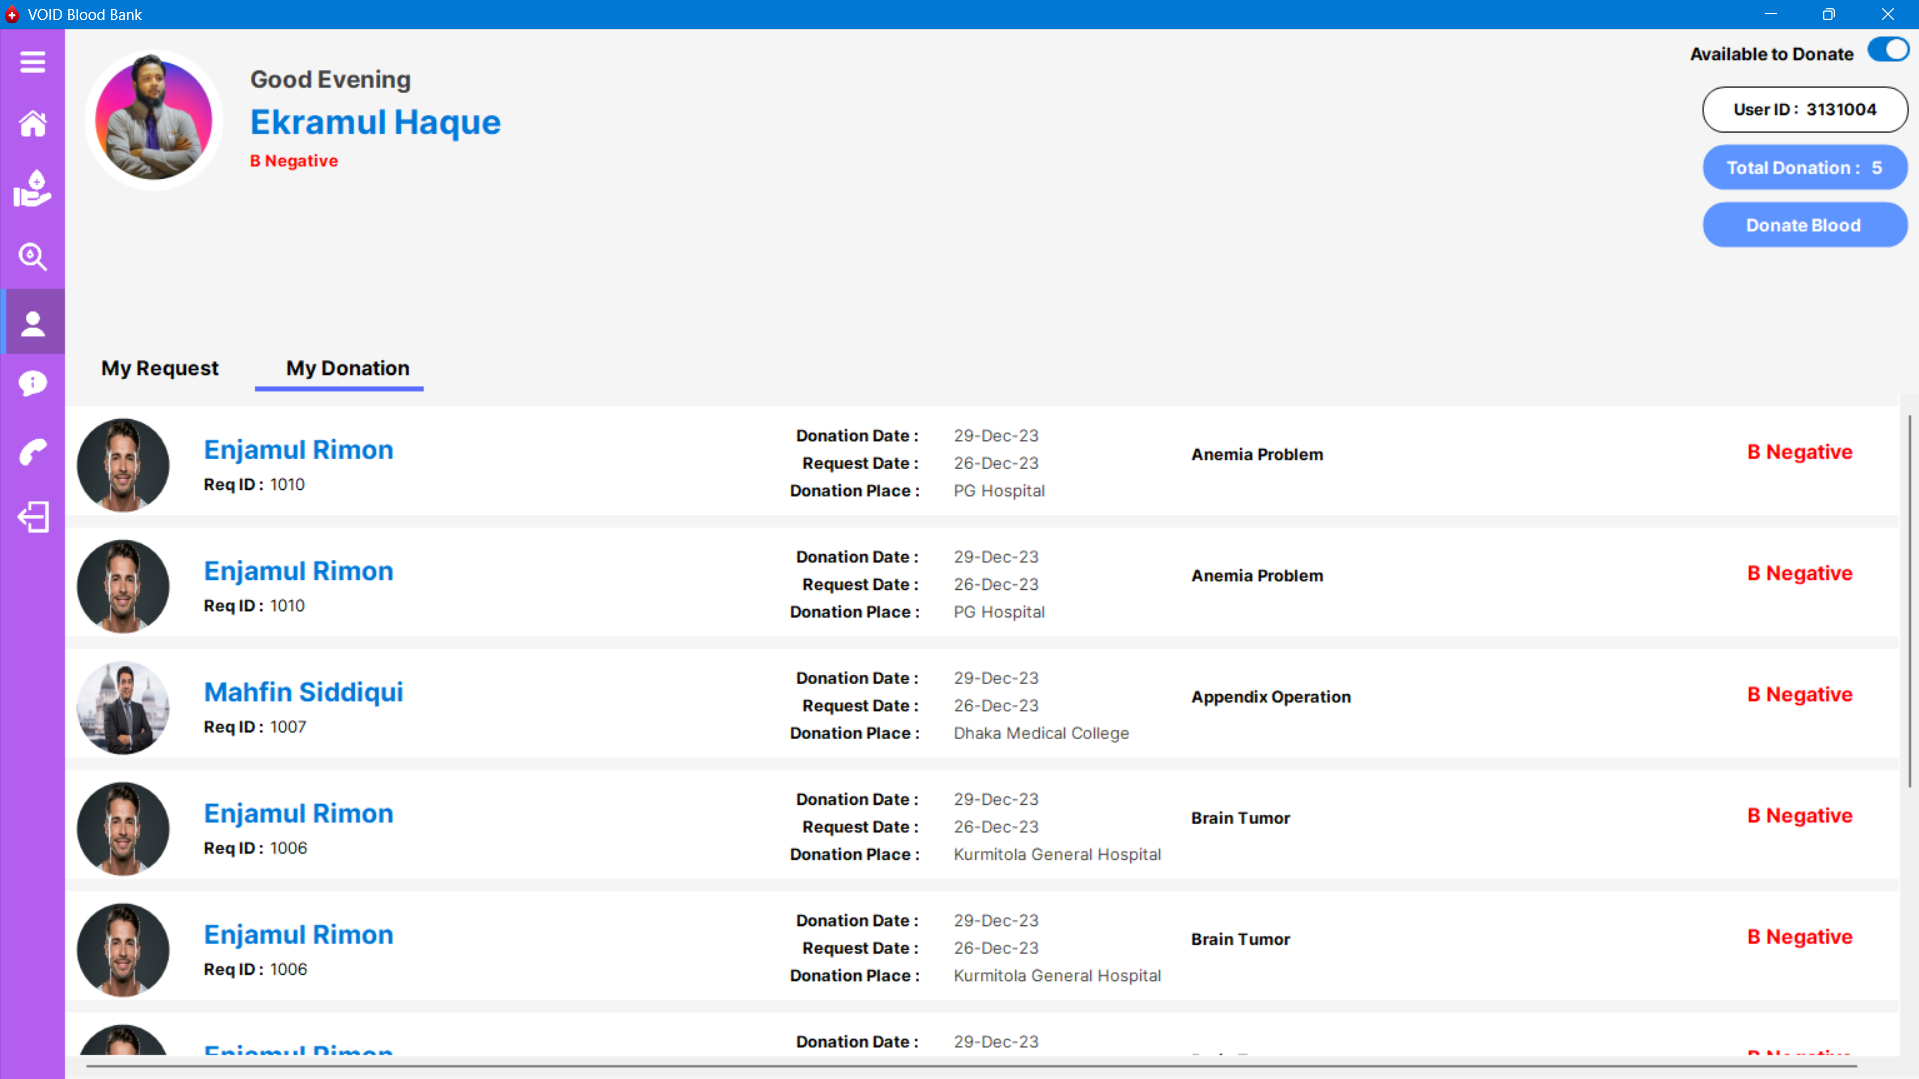 VOID Blood Bank
Available to Donate
Good Evening
Ekramul Haque
B Negative
User ID : 3131004
Total Donation : 5
Donate Blood
My Request
My Donation
Enjamul Rimon
Req ID : 1010
Donation Date : 29-Dec-23
Request Date : 26-Dec-23
Donation Place : PG Hospital
Anemia Problem
B Negative
Enjamul Rimon
Req ID : 1010
Donation Date : 29-Dec-23
Request Date : 26-Dec-23
Donation Place : PG Hospital
Anemia Problem
B Negative
Mahfin Siddiqui
Req ID : 1007
Donation Date : 29-Dec-23
Request Date : 26-Dec-23
Donation Place : Dhaka Medical College
Appendix Operation
B Negative
Enjamul Rimon
Req ID : 1006
Donation Date : 29-Dec-23
Request Date : 26-Dec-23
Donation Place : Kurmitola General Hospital
Brain Tumor
B Negative
Enjamul Rimon
Req ID : 1006
Donation Date : 29-Dec-23
Request Date : 26-Dec-23
Donation Place : Kurmitola General Hospital
Brain Tumor
B Negative
Enjamul Rimon
Donation Date : 29-Dec-23
B Negative